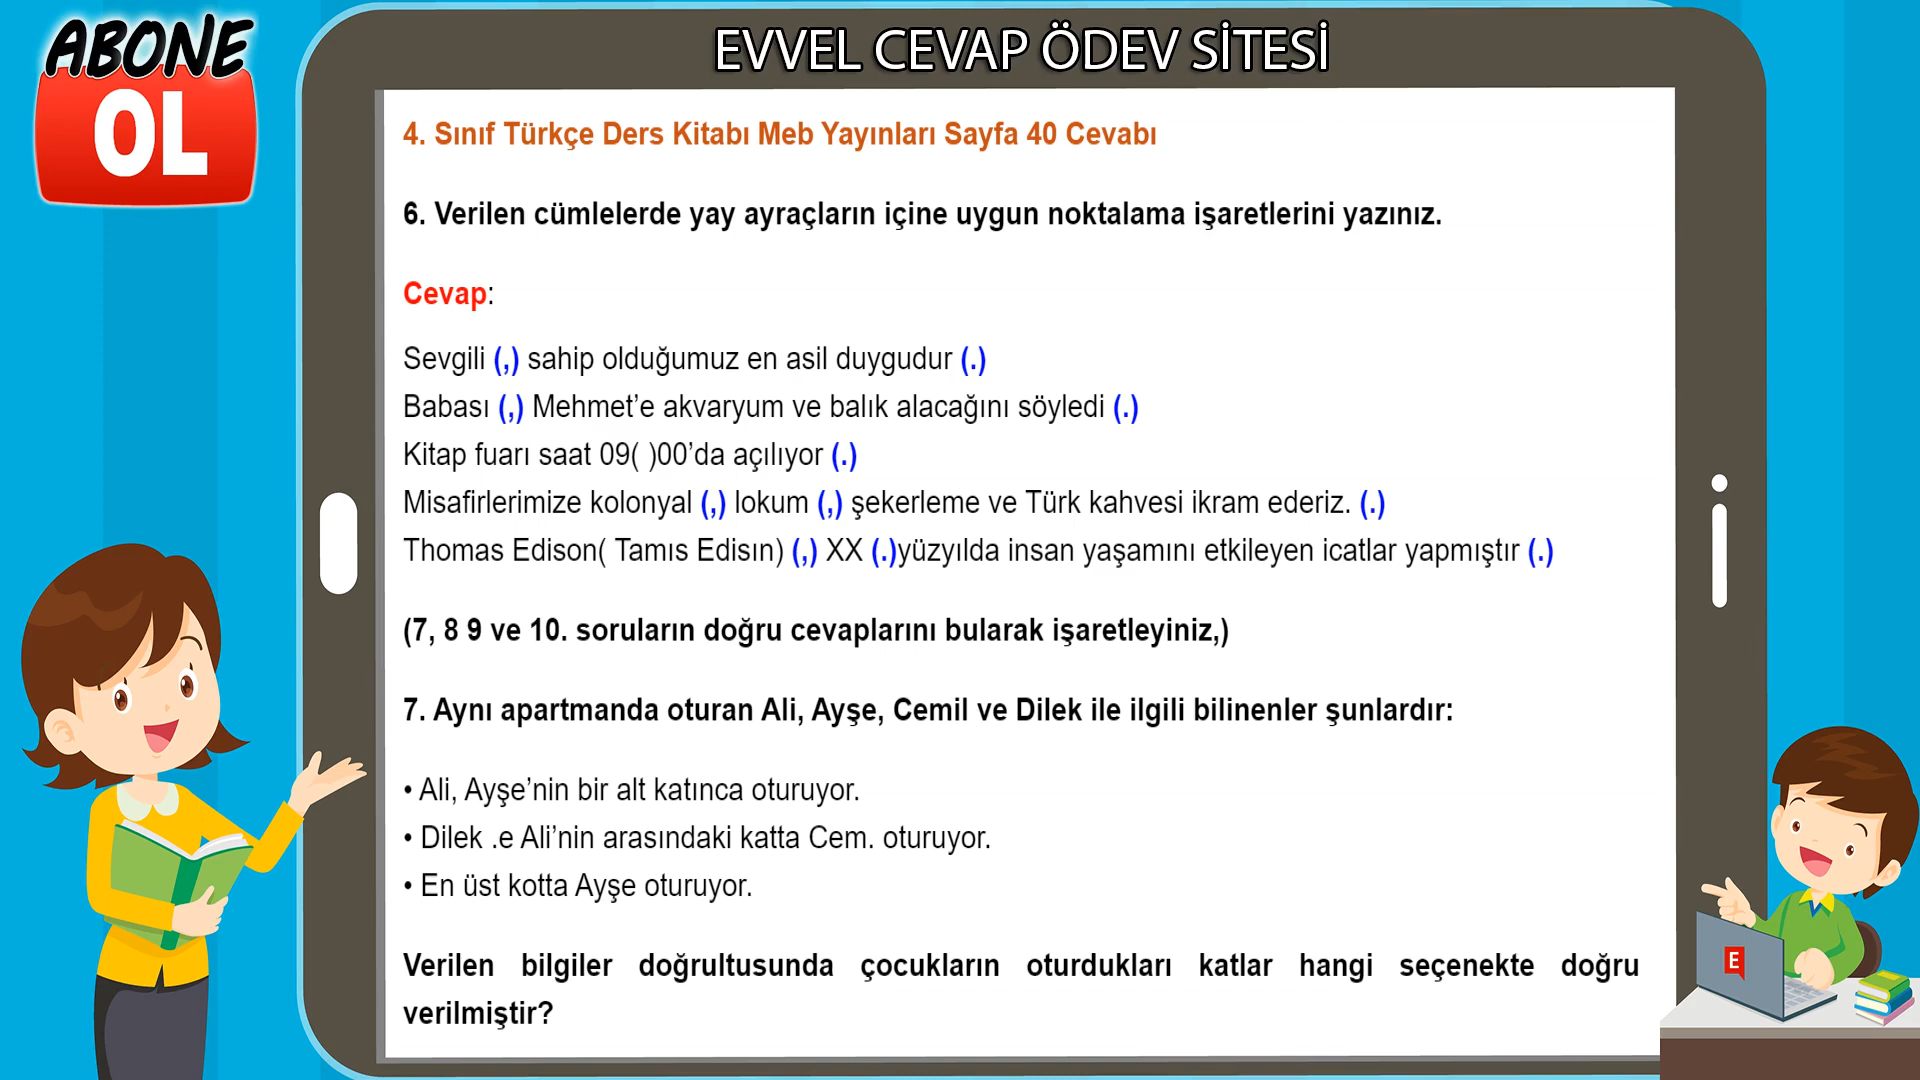 ABONE
OL
EVVEL CEVAP ÖDEV SİTESİ
4. Sınıf Türkçe Ders Kitabı Meb Yayınları Sayfa 40 Cevabı
6. Verilen cümlelerde yay ayraçların içine uygun noktalama işaretlerini yazınız.
Cevap:
Sevgili (,) sahip olduğumuz en asil duygudur (.)
Babası (,) Mehmet’e akvaryum ve balık alacağını söyledi (.)
Kitap fuarı saat 09( )00’da açılıyor (.)
Misafirlerimize kolonyal (,) lokum (,) şekerleme ve Türk kahvesi ikram ederiz. (.)
Thomas Edison( Tamıs Edisın) (,) XX (.)yüzyılda insan yaşamını etkileyen icatlar yapmıştır (.)
(7, 8 9 ve 10. soruların doğru cevaplarını bularak işaretleyiniz,)
7. Aynı apartmanda oturan Ali, Ayşe, Cemil ve Dilek ile ilgili bilinenler şunlardır:
• Ali, Ayşe’nin bir alt katınca oturuyor.
• Dilek .e Ali’nin arasındaki katta Cem. oturuyor.
• En üst kotta Ayşe oturuyor.
Verilen bilgiler doğrultusunda çocukların oturdukları katlar hangi seçenekte doğru
verilmiştir?
E